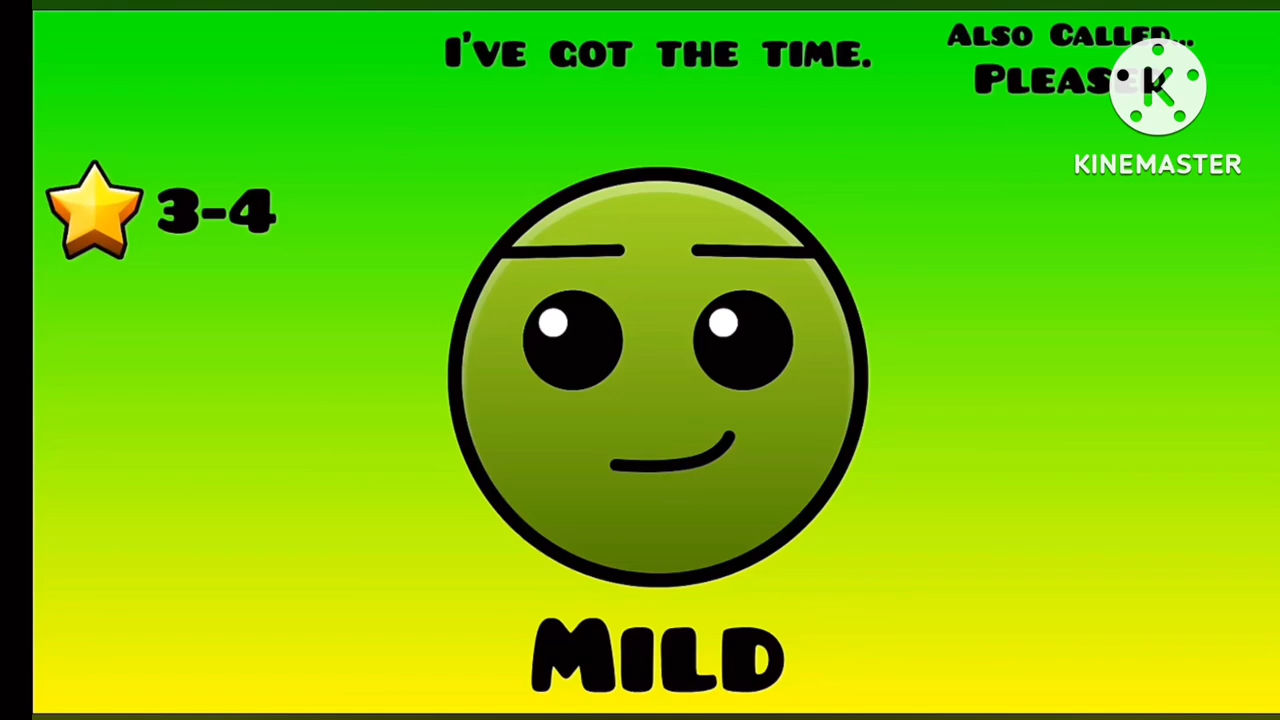 I'VE GOT THE TIME.
ALSO CALLED...
KINEMASTER
3-4
MILD